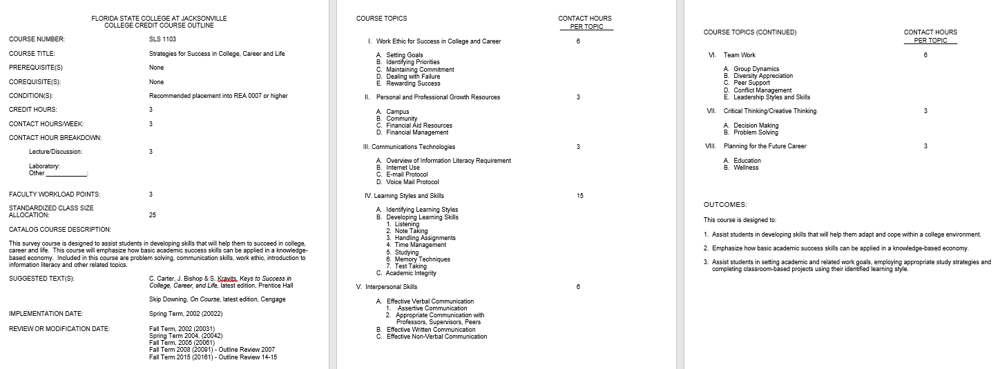 FLORIDA STATE COLLEGE AT JACKSONVILLE
COLLEGE CREDIT COURSE OUTLINE
COURSE NUMBER: SLS 1103
COURSE TITLE: Strategies for Success in College, Career and Life
PREREQUISITE(S) None
COREQUISITE(S): None
CONDITION(S): Recommended placement into REA 0007 or higher
CREDIT HOURS: 3
CONTACT HOURS/WEEK: 3
CONTACT HOUR BREAKDOWN:
Lecture/Discussion: 3
Laboratory:
Other ____________:
FACULTY WORKLOAD POINTS: 3
STANDARDIZED CLASS SIZE
ALLOCATION: 25
CATALOG COURSE DESCRIPTION:
This survey course is designed to assist students in developing skills that will help them to succeed in college,
career and life. This course will emphasize how basic academic success skills can be applied in a knowledge-
based economy. Included in this course are problem solving, communication skills, work ethic, introduction to
information literacy and other related topics.
SUGGESTED TEXT(S): C. Carter, J. Bishop & S. Kravits, Keys to Success in
College, Career, and Life, latest edition, Prentice Hall
Skip Downing, On Course, latest edition, Cengage
IMPLEMENTATION DATE: Spring Term, 2002 (20022)
REVIEW OR MODIFICATION DATE: Fall Term, 2002 (20031)
Spring Term 2004, (20042)
Fall Term, 2005 (20061)
Fall Term 2008 (20091) - Outline Review 2007
Fall Term 2015 (20161) - Outline Review 14-15
COURSE TOPICS CONTACT HOURS
PER TOPIC
I. Work Ethic for Success in College and Career 6
A. Setting Goals
B. Identifying Priorities
C. Maintaining Commitment
D. Dealing with Failure
E. Rewarding Success
II. Personal and Professional Growth Resources 3
A. Campus
B. Community
C. Financial Aid Resources
D. Financial Management
III. Communications Technologies 3
A. Overview of Information Literacy Requirement
B. Internet Use
C. E-mail Protocol
D. Voice Mail Protocol
IV. Learning Styles and Skills 15
A. Identifying Learning Styles
B. Developing Learning Skills
1. Listening
2. Note Taking
3. Handling Assignments
4. Time Management
5. Studying
6. Memory Techniques
7. Test Taking
C. Academic Integrity
V. Interpersonal Skills 6
A. Effective Verbal Communication
1. Assertive Communication
2. Appropriate Communication with
Professors, Supervisors, Peers
B. Effective Written Communication
C. Effective Non-Verbal Communication
COURSE TOPICS (CONTINUED) CONTACT HOURS
PER TOPIC
VI. Team Work 6
A. Group Dynamics
B. Diversity Appreciation
C. Peer Support
D. Conflict Management
E. Leadership Styles and Skills
VII. Critical Thinking/Creative Thinking 3
A. Decision Making
B. Problem Solving
VIII. Planning for the Future Career 3
A. Education
B. Wellness
OUTCOMES:
This course is designed to:
1. Assist students in developing skills that will help them adapt and cope within a college environment.
2. Emphasize how basic academic success skills can be applied in a knowledge-based economy.
3. Assist students in setting academic and related work goals, employing appropriate study strategies and
completing classroom-based projects using their identified learning style.